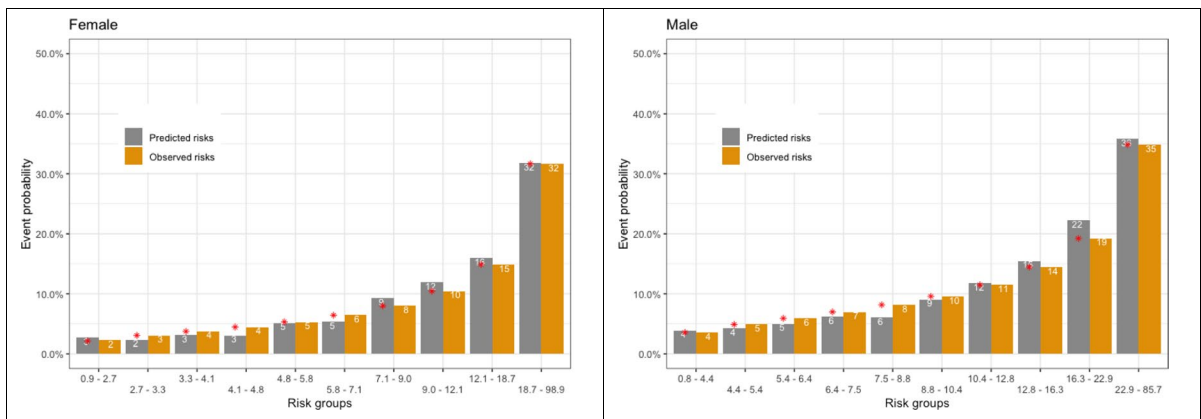 Female
50.0%
40.0%
30.0%
20.0%
10.0%
0.0%
Event probability
Predicted risks
Observed risks
2
2 3
3 4
3 4
5 5
5 6
9 8
12 10
15
32 32
0.9 - 2.7
2.7 - 3.3
3.3 - 4.1
4.1 - 4.8
4.8 - 5.8
5.8 - 7.1
7.1 - 9.0
9.0 - 12.1
12.1 - 18.7
18.7 - 98.9
Risk groups
Male
50.0%
40.0%
30.0%
20.0%
10.0%
0.0%
Event probability
Predicted risks
Observed risks
4 4
4 5
5 6
6 7
6 8
9 10
12 11
15 14
22 19
35
0.8 - 4.4
4.4 - 5.4
5.4 - 6.4
6.4 - 7.5
7.5 - 8.8
8.8 - 10.4
10.4 - 12.8
12.8 - 16.3
16.3 - 22.9
22.9 - 85.7
Risk groups